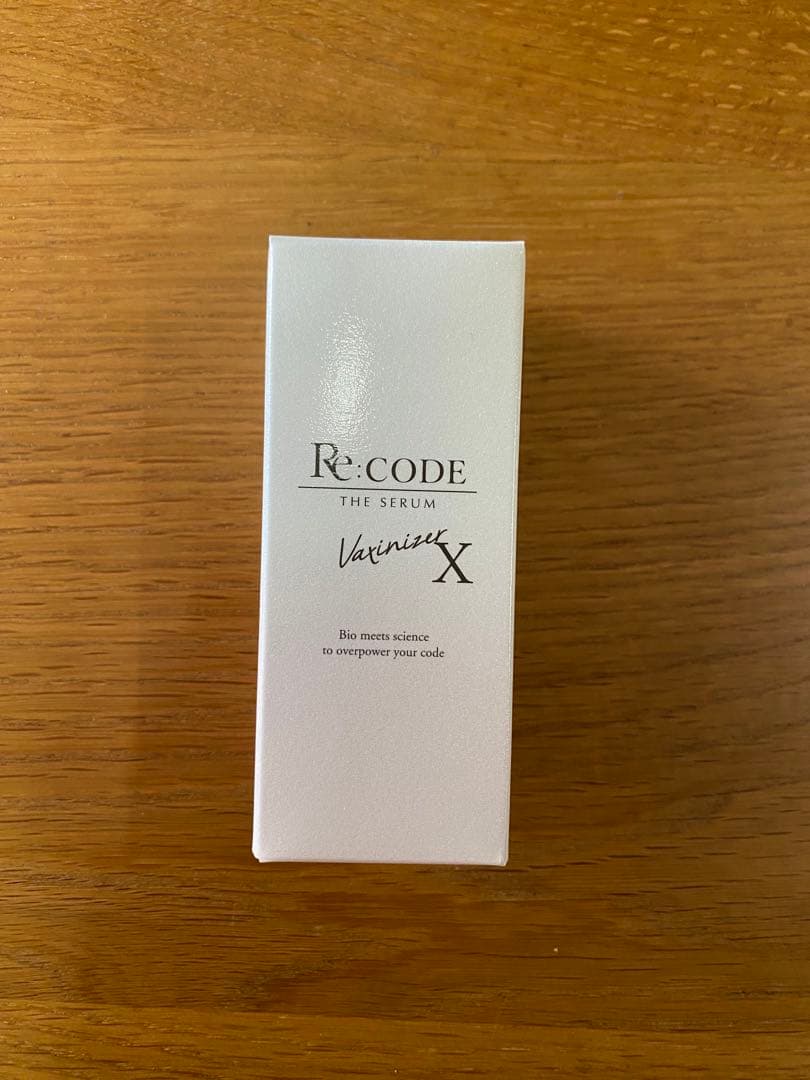 Re:CODE
THE SERUM
Vaxinizer
X
Bio meets science
to overpower your code